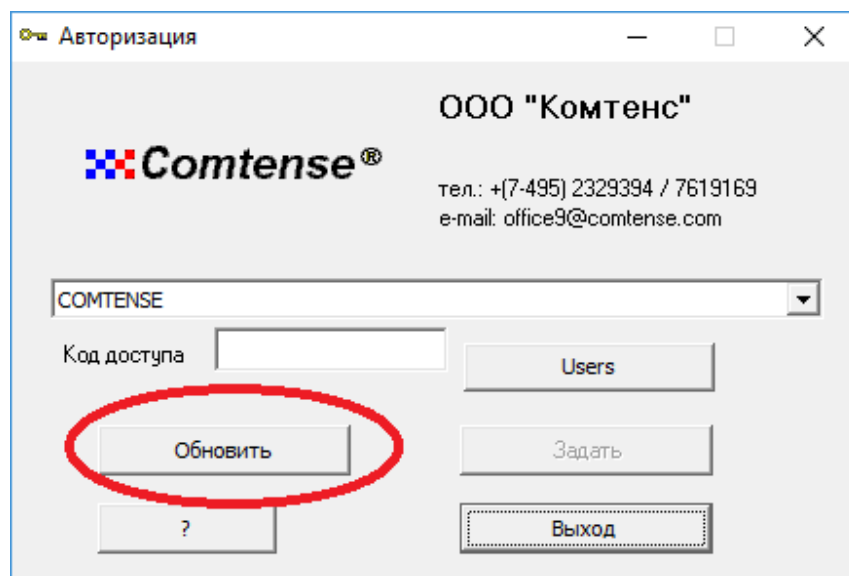 Авторизация
ООО "Комтенс"
Comtense®
тел.: +(7-495) 2329394 / 7619169
e-mail: office9@comtense.com
COMTENSE
Код доступа
Users
Обновить
Задать
?
Выход